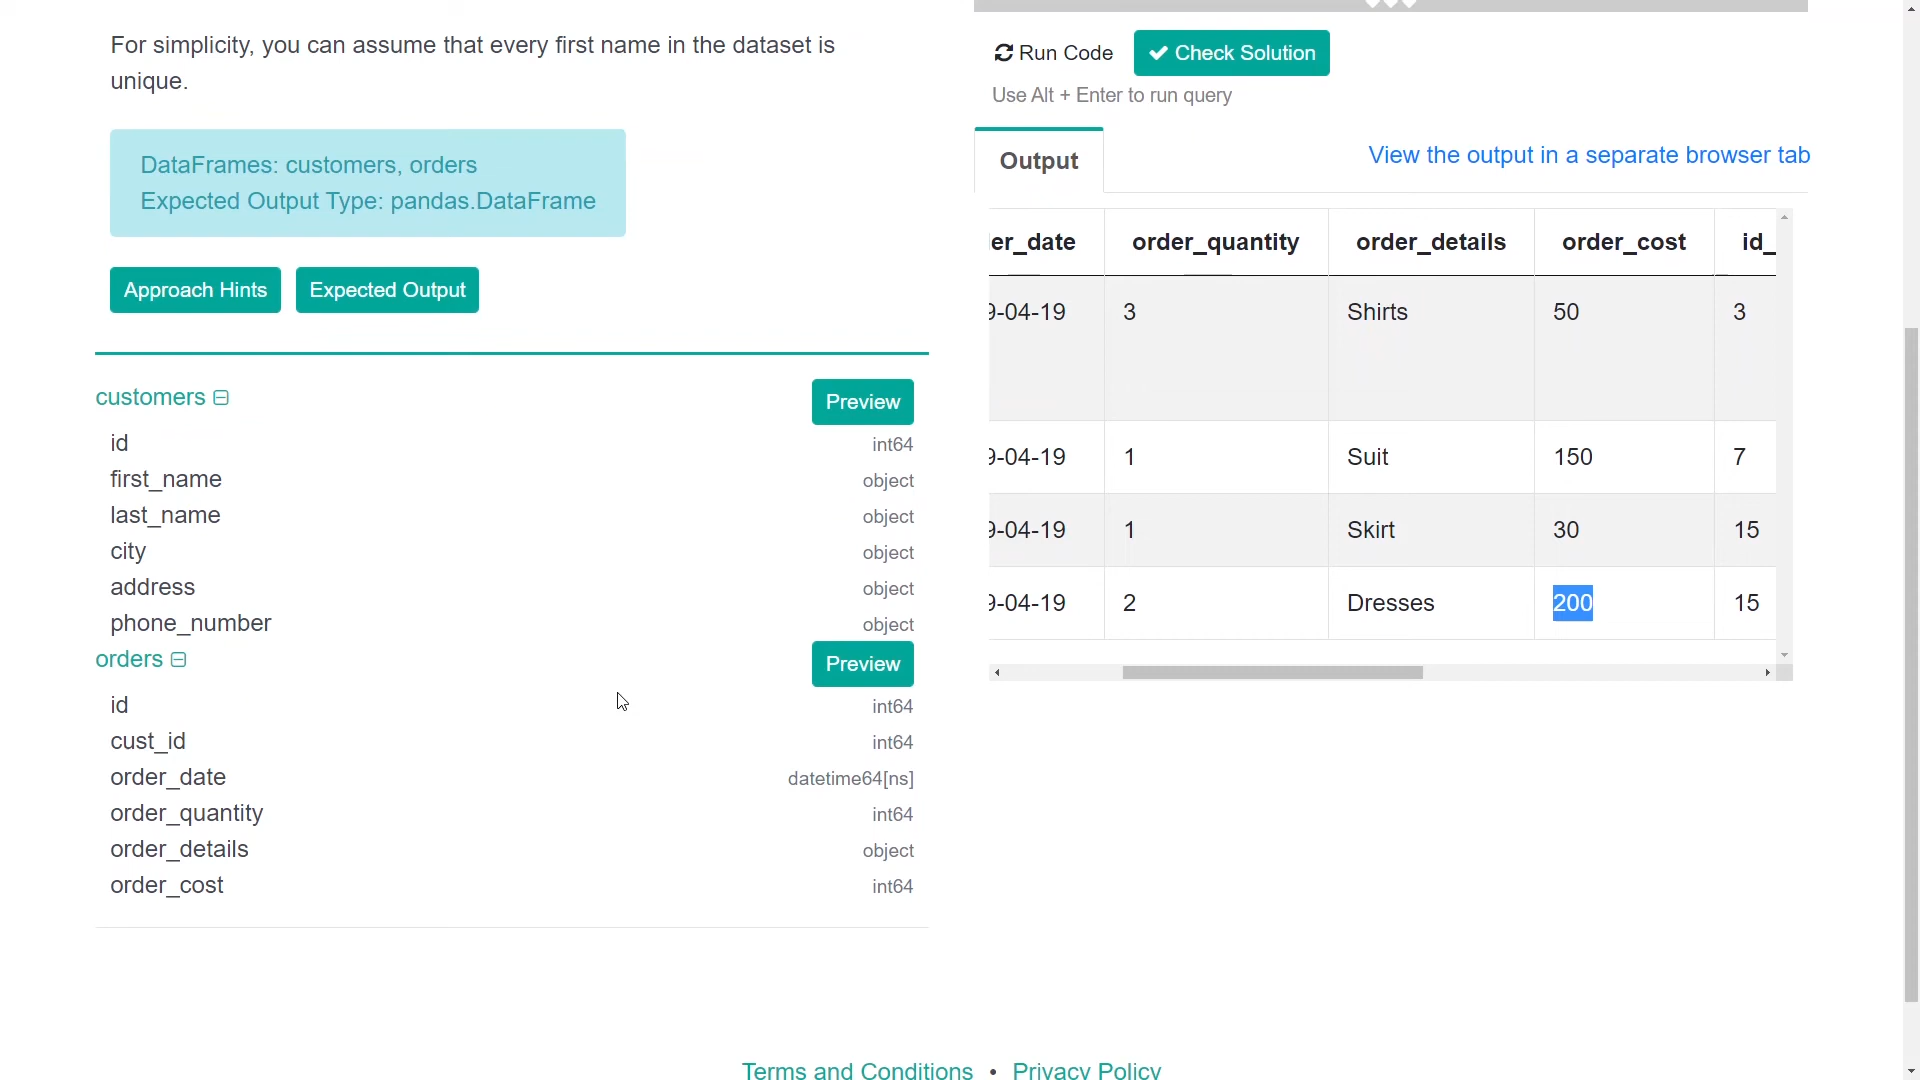 For simplicity, you can assume that every first name in the dataset is
unique.
DataFrames: customers, orders
Expected Output Type: pandas.DataFrame
Approach Hints
Expected Output
customers
Preview
id int64
first_name object
last_name object
city object
address object
phone_number object
orders
Preview
id int64
cust_id int64
order_date datetime64[ns]
order_quantity int64
order_details object
order_cost int64
Run Code
Check Solution
Use Alt + Enter to run query
Output
View the output in a separate browser tab
er_date order_quantity order_details order_cost id_
9-04-19 3 Shirts 50 3
9-04-19 1 Suit 150 7
9-04-19 1 Skirt 30 15
9-04-19 2 Dresses 200 15
Terms and Conditions • Privacy Policy